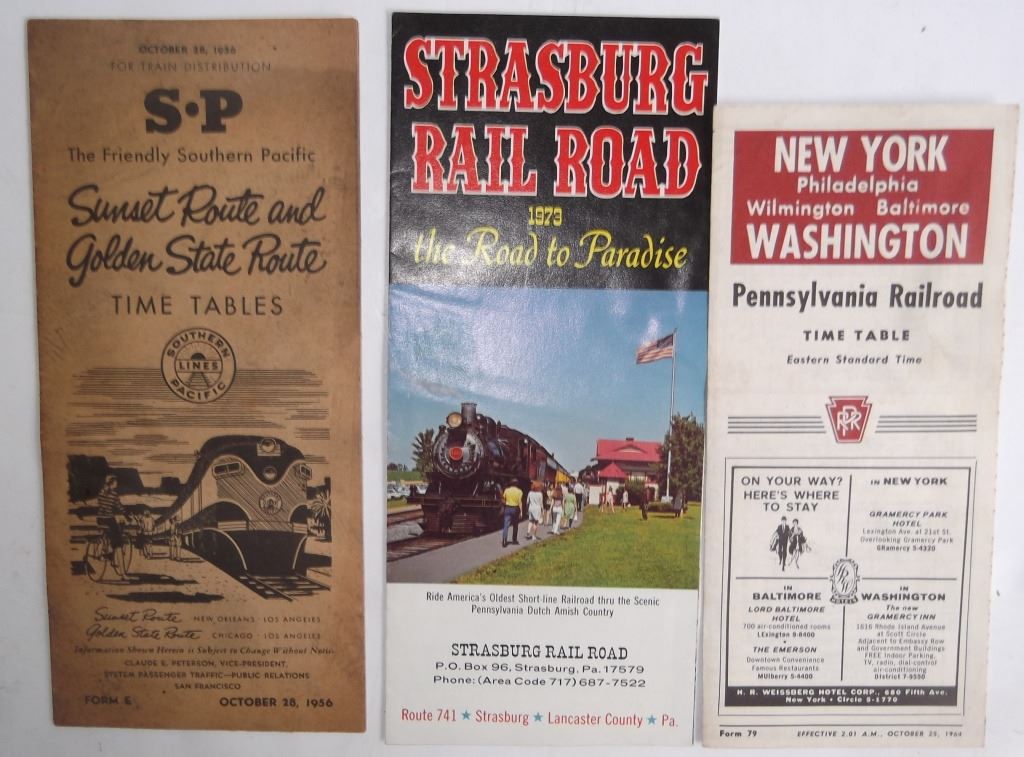 OCTOBER 28, 1956
FOR TRAIN DISTRIBUTION
S·P
The Friendly Southern Pacific
Sunset Route and
Golden State Route
TIME TABLES
SOUTHERN
LINES
PACIFIC
Sunset Route NEW ORLEANS · LOS ANGELES
Golden State Route CHICAGO · LOS ANGELES
Information Shown Herein is Subject to Change Without Notice
CLAUDE E. PETERSON, VICE-PRESIDENT,
SYSTEM PASSENGER TRAFFIC—PUBLIC RELATIONS
SAN FRANCISCO
FORM E OCTOBER 28, 1956
STRASBURG
RAIL ROAD
1973
the Road to Paradise
Ride America's Oldest Short-line Railroad thru the Scenic
Pennsylvania Dutch Amish Country
STRASBURG RAIL ROAD
P.O. Box 96, Strasburg, Pa. 17579
Phone: (Area Code 717) 687-7522
Route 741 ★ Strasburg ★ Lancaster County ★ Pa.
NEW YORK
Philadelphia
Wilmington Baltimore
WASHINGTON
Pennsylvania Railroad
TIME TABLE
Eastern Standard Time
PRR
ON YOUR WAY?
HERE'S WHERE
TO STAY
IN NEW YORK
GRAMERCY PARK
HOTEL
Lexington Ave. at 21st St.
Overlooking Gramercy Park
GRamercy 5-4320
IN
BALTIMORE
LORD BALTIMORE
HOTEL
700 air-conditioned rooms
LExington 9-8400
•
THE EMERSON
Downtown Convenience
Famous Restaurants
MUlberry 5-4400
IN
WASHINGTON
The new
GRAMERCY INN
1616 Rhode Island Avenue
at Scott Circle
Adjacent to Embassy Row
and Government Buildings
FREE Indoor Parking,
TV, radio, dial-control
air-conditioning
DIstrict 7-9550
HOTELS
H. R. WEISSBERG HOTEL CORP., 680 Fifth Ave.
New York • Circle 5-1770
Form 79 EFFECTIVE 2.01 A.M., OCTOBER 25, 1964